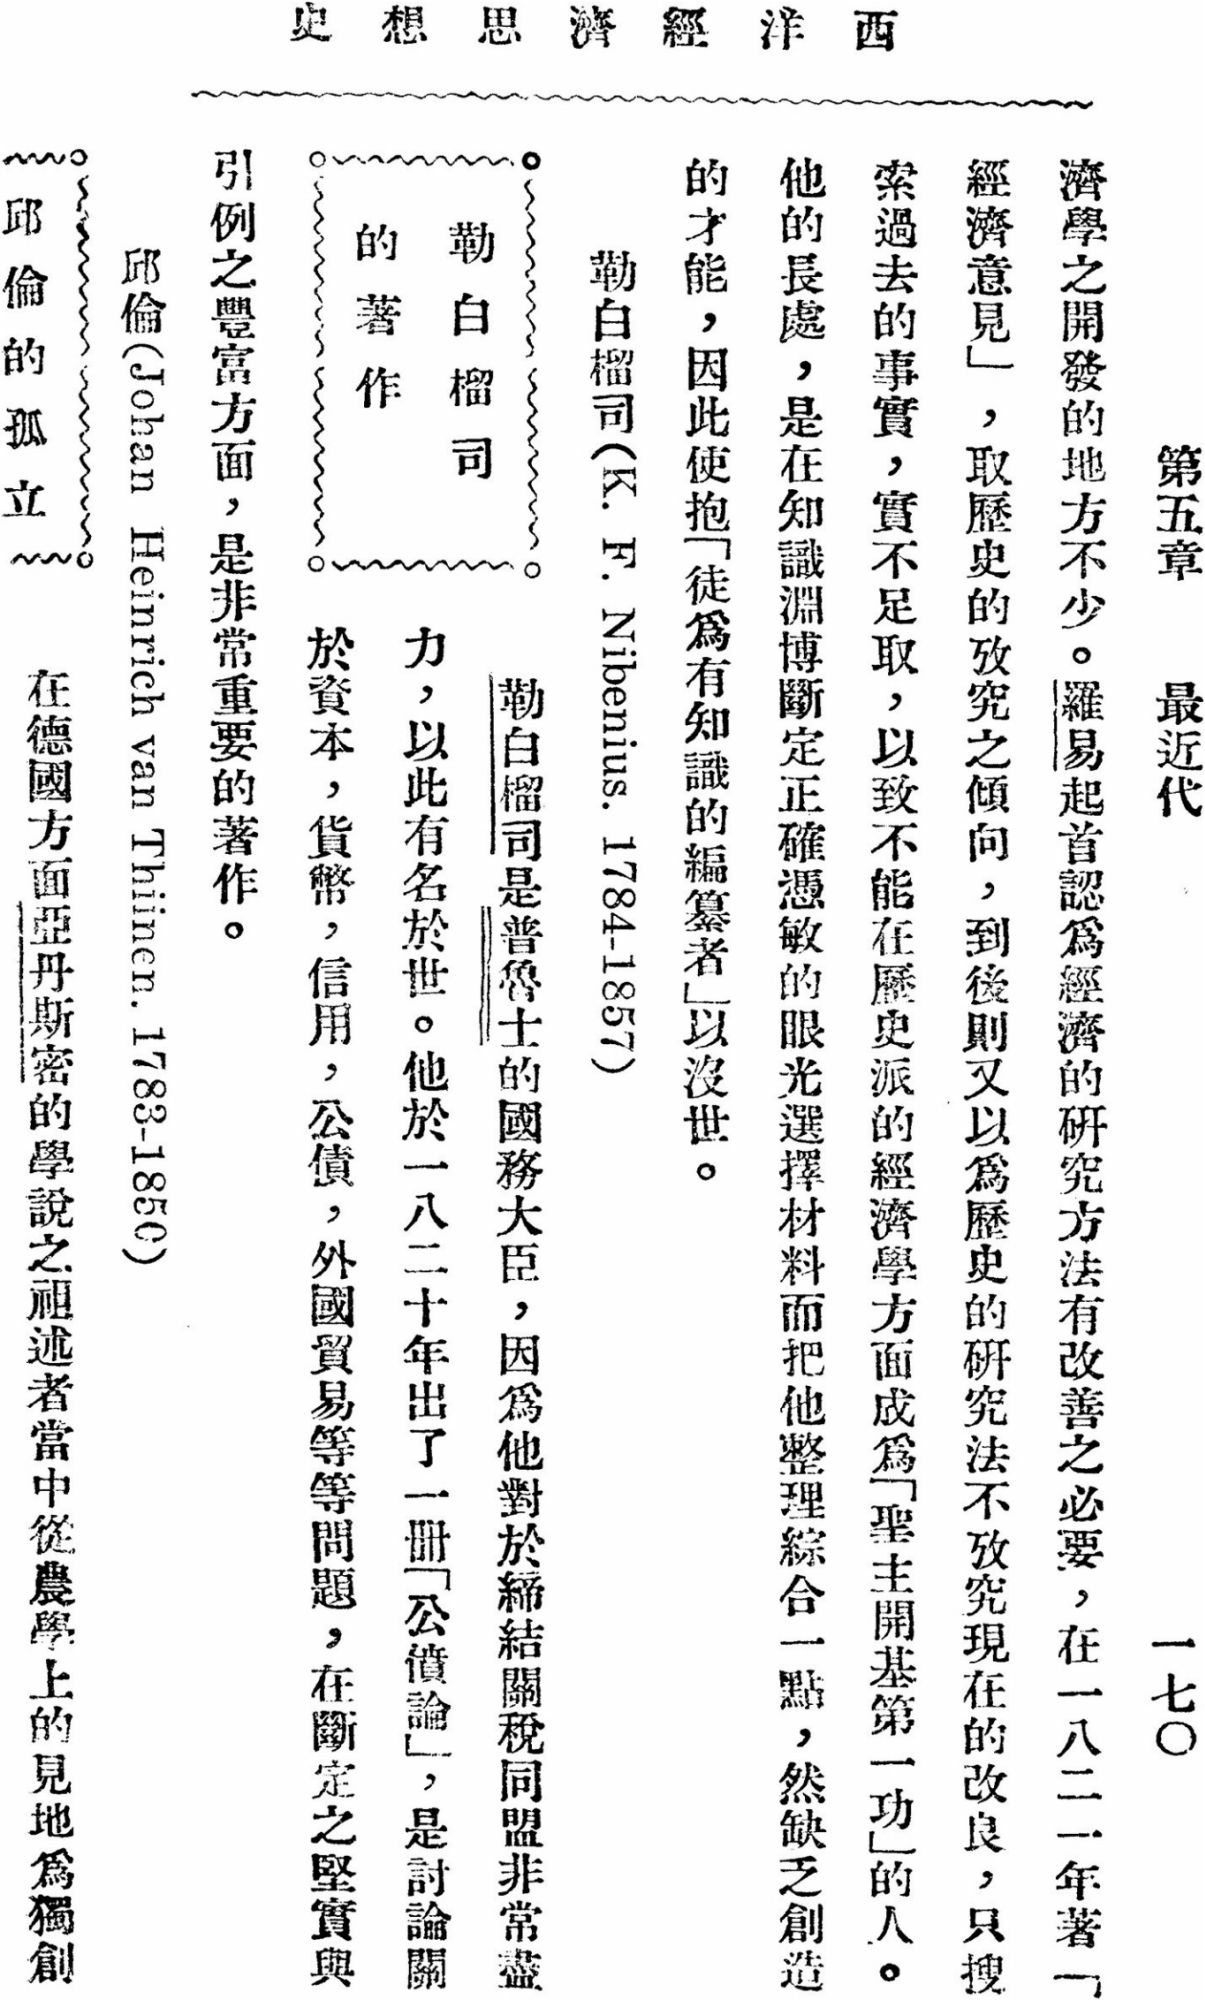 西洋經濟思想史
第五章　最近代　一七〇
濟學之開發的地方不少。羅易起首認爲經濟的硏究方法有改善之必要，在一八二一年著「
經濟意見」，取歷史的攷究之傾向，到後則又以爲歷史的硏究法不攷究現在的改良，只搜
索過去的事實，實不足取，以致不能在歷史派的經濟學方面成爲「聖主開基第一功」的人。
他的長處，是在知識淵博斷定正確憑敏的眼光選擇材料而把他整理綜合一點，然缺乏創造
的才能，因此使抱「徒爲有知識的編纂者」以沒世。
勒白榴司(K. F. Nibenius. 1784-1857)
勒白榴司
的著作
勒白榴司是普魯士的國務大臣，因爲他對於締結關稅同盟非常盡
力，以此有名於世。他於一八二十年出了一冊「公債論」，是討論關
於資本，貨幣，信用，公債，外國貿易等等問題，在斷定之堅實與
引例之豐富方面，是非常重要的著作。
邱倫(Johan Heinrich van Thiinen. 1783-1850)
邱倫的孤立
在德國方面亞丹斯密的學說之祖述者當中從農學上的見地爲獨創